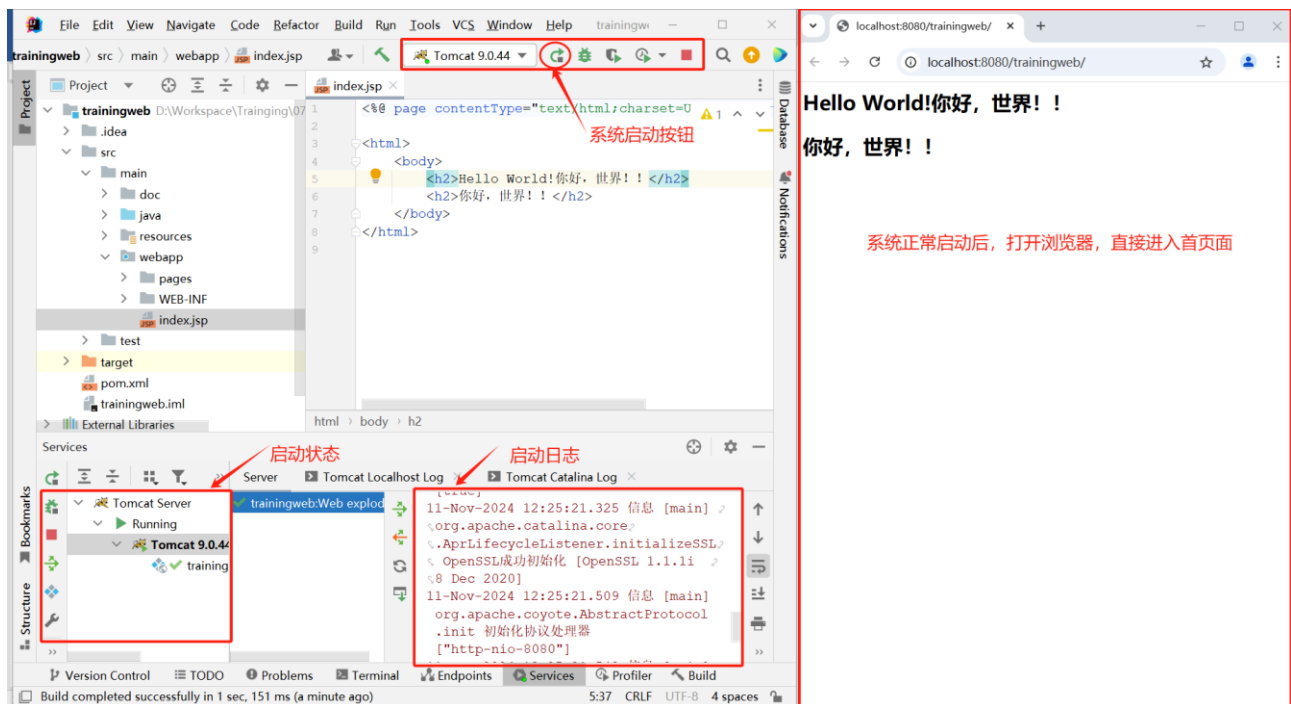 File Edit View Navigate Code Refactor Build Run Tools VCS Window Help trainingwe
trainingweb src main webapp index.jsp Tomcat 9.0.44
Project
index.jsp
trainingweb D:\Workspace\Trainging\07
.idea
src
main
doc
java
resources
webapp
pages
WEB-INF
index.jsp
test
target
pom.xml
trainingweb.iml
External Libraries
1 <%@ page contentType="text/html;charset=U
1
2
3 <html>
4 <body>
5 <h2>Hello World!你好，世界！！</h2>
6 <h2>你好，世界！！</h2>
7 </body>
8 </html>
9
系统启动按钮
html body h2
Project
Bookmarks
Structure
Database
Notifications
Services
启动状态
启动日志
Server Tomcat Localhost Log Tomcat Catalina Log
Tomcat Server
Running
Tomcat 9.0.44
training
trainingweb:Web explod
11-Nov-2024 12:25:21.325 信息 [main]
org.apache.catalina.core
.AprLifecycleListener.initializeSSL
OpenSSL成功初始化 [OpenSSL 1.1.1i
8 Dec 2020]
11-Nov-2024 12:25:21.509 信息 [main]
org.apache.coyote.AbstractProtocol
.init 初始化协议处理器
["http-nio-8080"]
Version Control TODO Problems Terminal Endpoints Services Profiler Build
Build completed successfully in 1 sec, 151 ms (a minute ago) 5:37 CRLF UTF-8 4 spaces
localhost:8080/trainingweb/
localhost:8080/trainingweb/
Hello World!你好，世界！！
你好，世界！！
系统正常启动后，打开浏览器，直接进入首页面